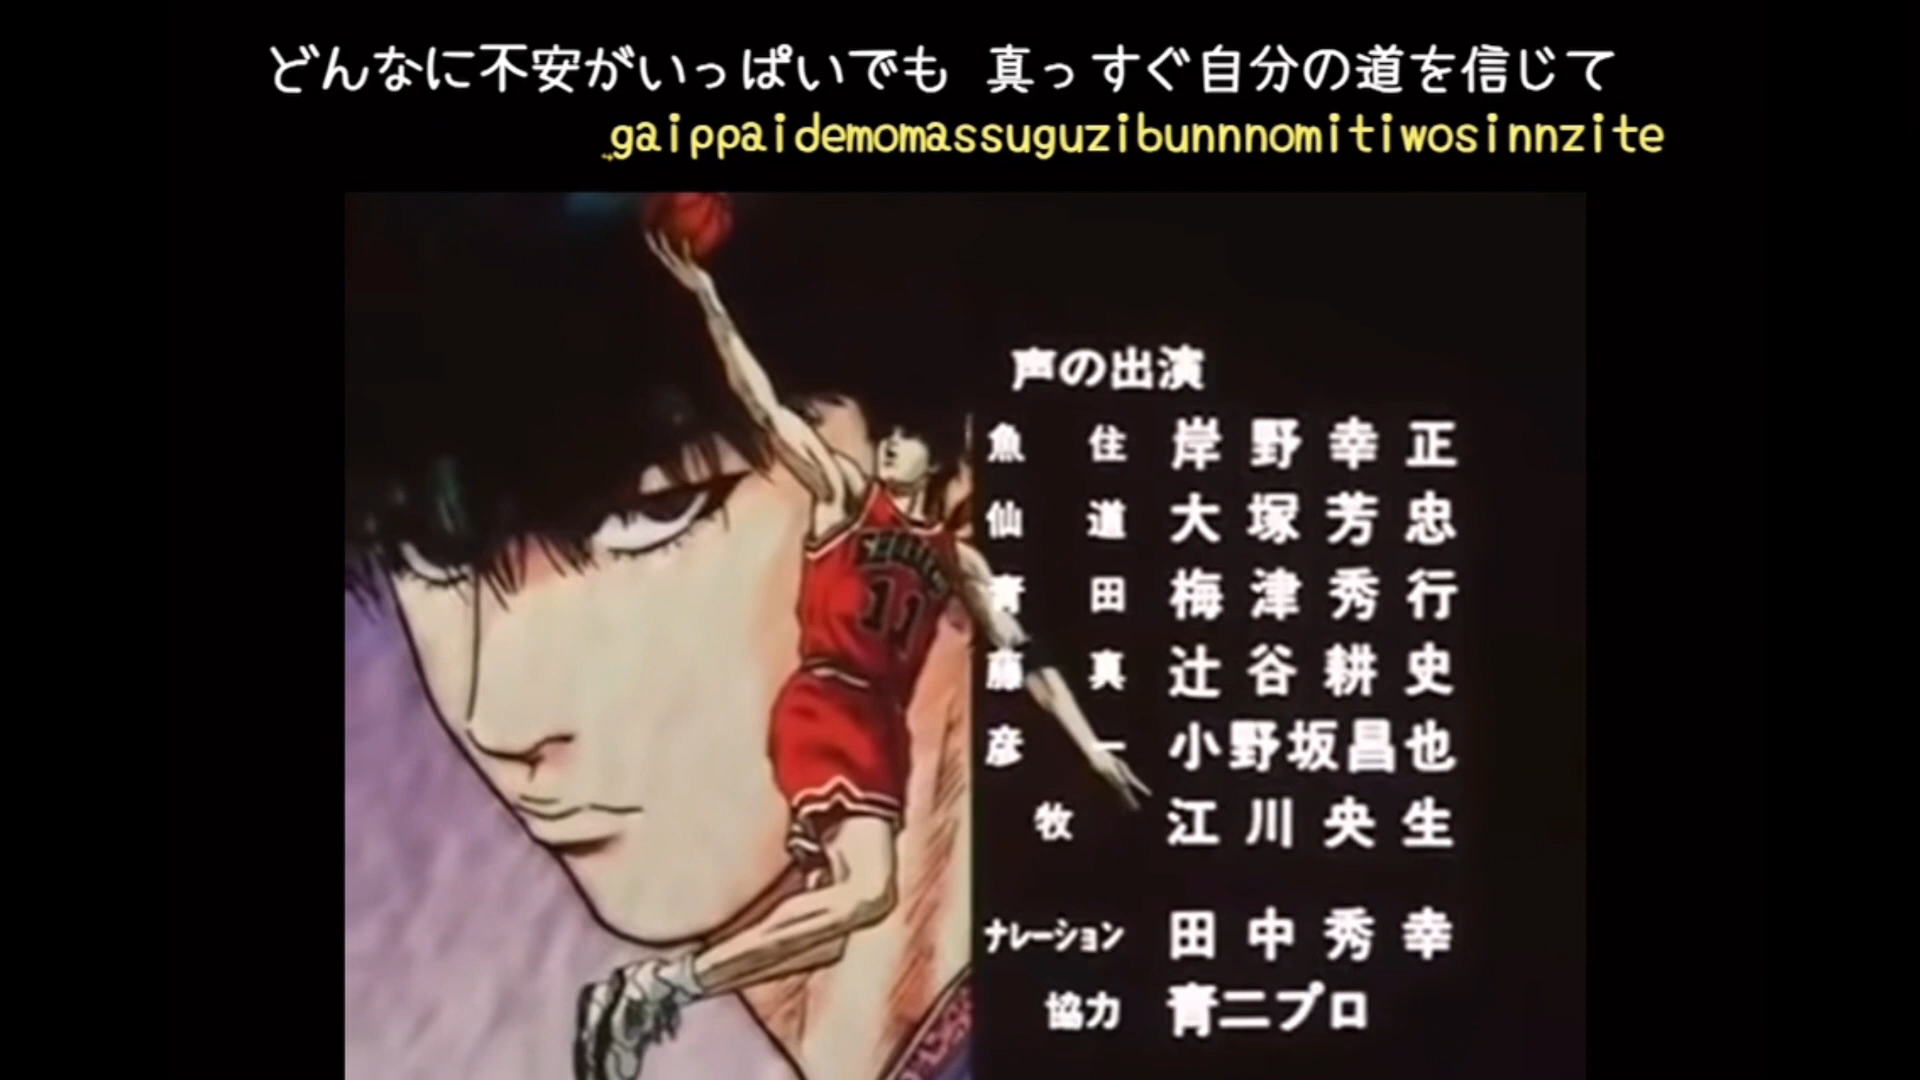 どんなに不安がいっぱいでも 真っすぐ自分の道を信じて
gaippaidemomassuguzibunnnomitiwosinnzite
声の出演
魚住 岸野幸正
仙道 大塚芳忠
青田 梅津秀行
藤真 辻谷耕史
彦一 小野坂昌也
牧 江川央生
ナレーション 田中秀幸
協力 青二プロ
11